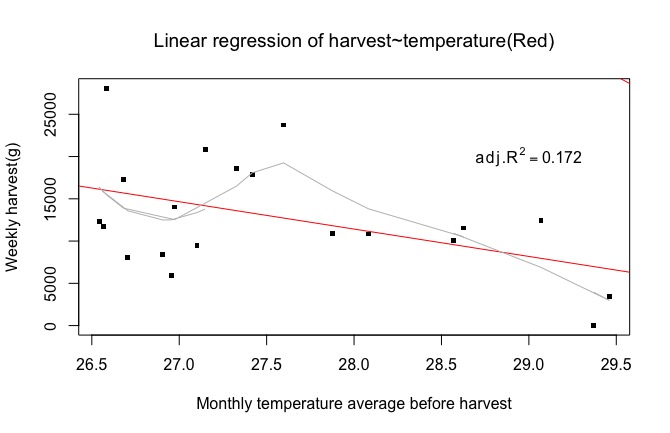 Linear regression of harvest~temperature(Red)
adj.R2 = 0.172
Weekly harvest(g)
25000
15000
5000
0
26.5 27.0 27.5 28.0 28.5 29.0 29.5
Monthly temperature average before harvest